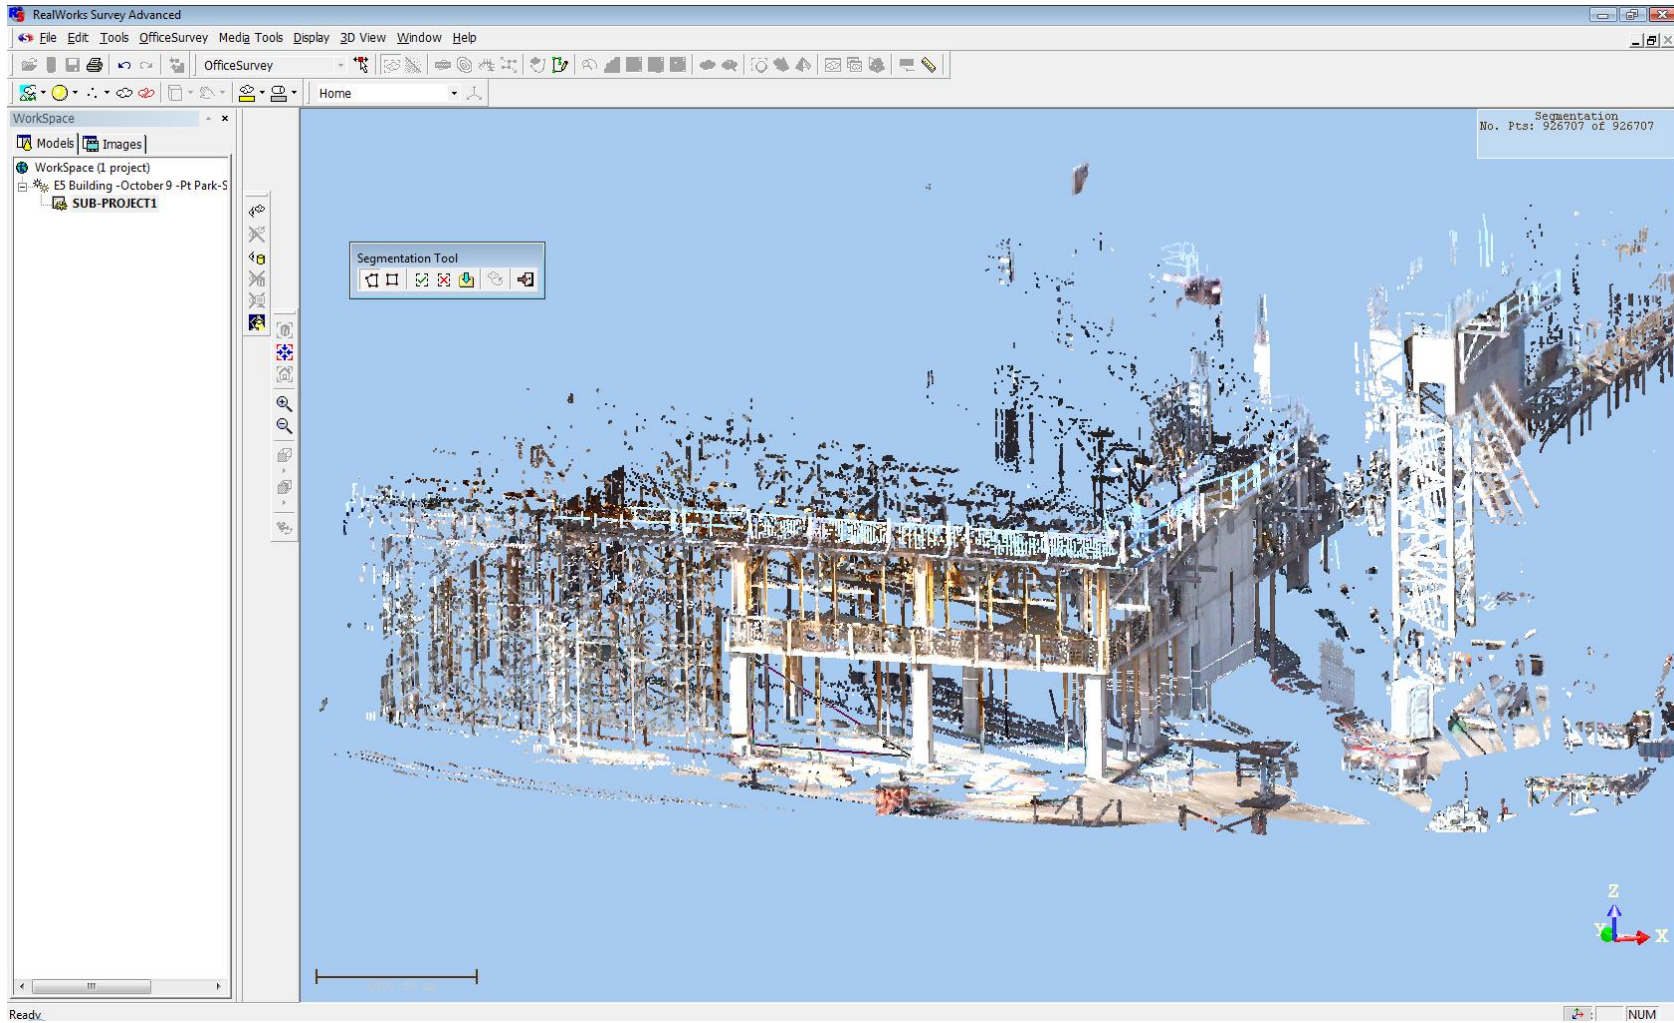 RealWorks Survey Advanced
File Edit Tools OfficeSurvey Media Tools Display 3D View Window Help
OfficeSurvey
Home
WorkSpace
Models Images
WorkSpace (1 project)
E5 Building -October 9 -Pt Park-S
SUB-PROJECT1
Segmentation
No. Pts: 926707 of 926707
Segmentation Tool
Z
Y
X
Ready
NUM